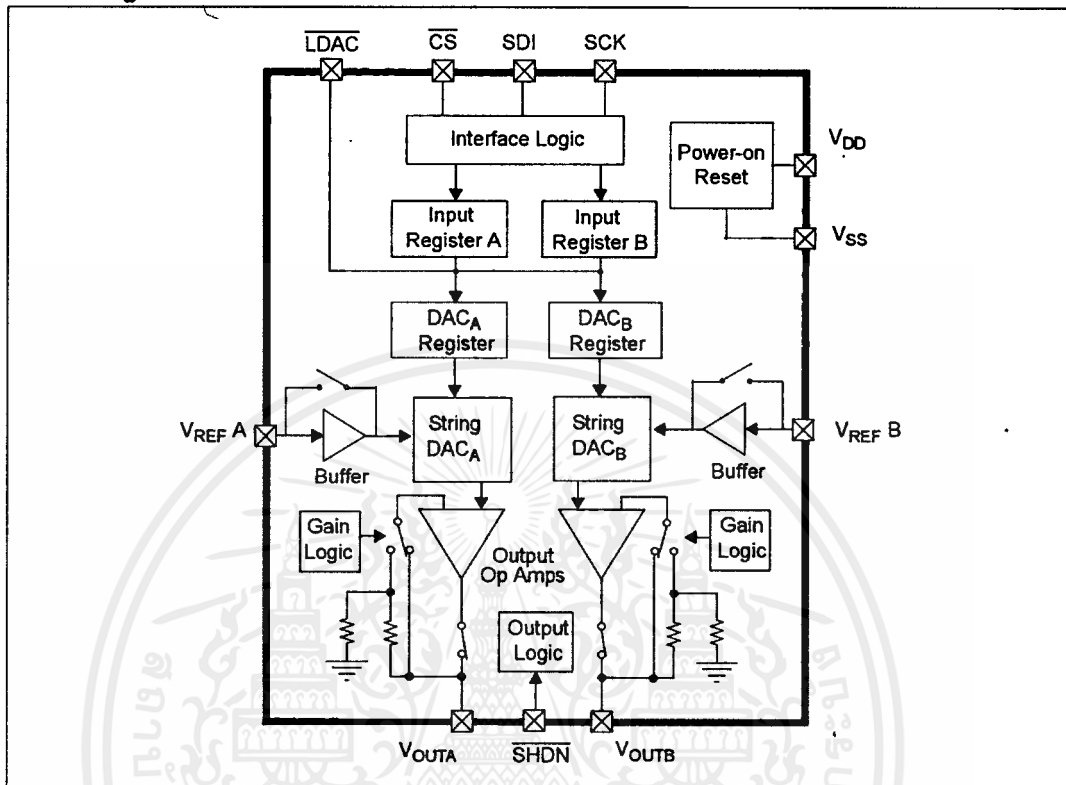 LDAC
CS
SDI
SCK
Interface Logic
Power-on
Reset
VDD
VSS
Input
Register A
Input
Register B
DACA
Register
DACB
Register
VREF A
Buffer
String
DACA
String
DACB
VREF B
Buffer
Gain
Logic
Output
Op Amps
Gain
Logic
Output
Logic
VOUTA
SHDN
VOUTB